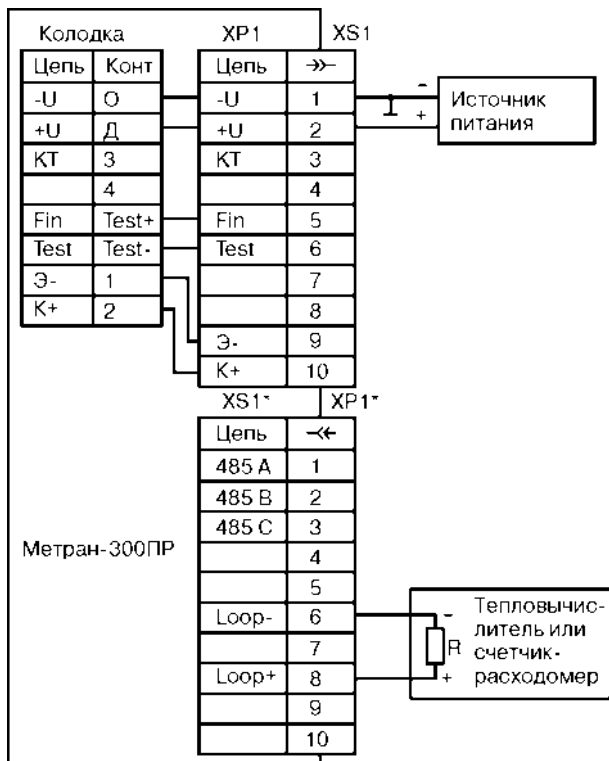 Колодка XP1 XS1
Цепь Конт Цепь
-U О -U 1 -
+U Д +U 2 +
Источник
питания
КТ 3 КТ 3
4 4
Fin Test+ Fin 5
Test Test- Test 6
Э- 1 7
К+ 2 8
Э- 9
К+ 10
XS1* XP1*
Цепь
485 A 1
485 B 2
485 C 3
Метран-300ПР
4
5
Loop- 6 -
7
Loop+ 8 +
9
10
R
Тепловычис-
литель или
счетчик-
расходомер